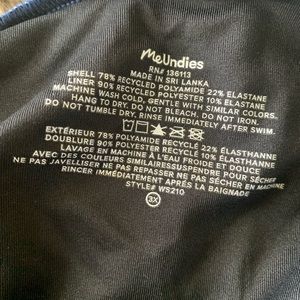 MeUndies
RN# 136113
MADE IN SRI LANKA
SHELL 78% RECYCLED POLYAMIDE 22% ELASTANE
LINER 90% RECYCLED POLYESTER 10% ELASTANE
MACHINE WASH COLD, GENTLE WITH SIMILAR COLORS.
HANG TO DRY. DO NOT BLEACH. DO NOT IRON.
DO NOT TUMBLE DRY. RINSE IMMEDIATELY AFTER SWIM.
EXTÉRIEUR 78% POLYAMIDE RECYCLÉ 22% ÉLASTHANNE
DOUBLURE 90% POLYESTER RECYCLÉ 10% ÉLASTHANNE
LAVAGE EN MACHINE À L'EAU FROIDE ET DOUCE
AVEC DES COULEURS SIMILAIRES SUSPENDRE POUR SÉCHER
NE PAS JAVELLISER NE PAS REPASSER NE PAS SÉCHER EN MACHINE
RINCER IMMÉDIATEMENT APRÈS LA BAIGNADE
STYLE# WS210
3X